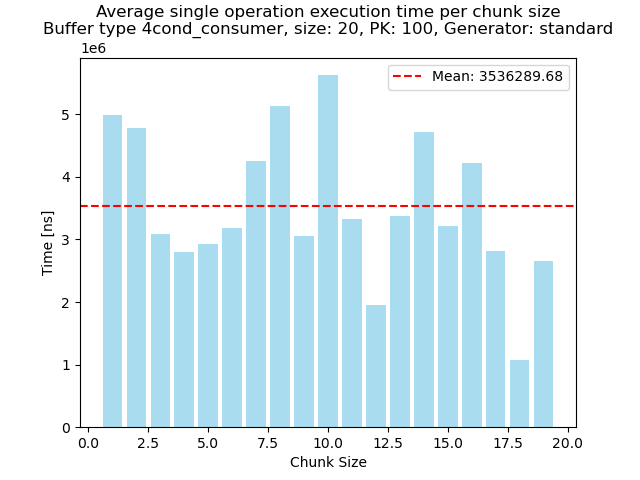 Average single operation execution time per chunk size
Buffer type 4cond_consumer, size: 20, PK: 100, Generator: standard
1e6
Mean: 3536289.68
5
4
3
2
1
0
Time [ns]
0.0 2.5 5.0 7.5 10.0 12.5 15.0 17.5 20.0
Chunk Size